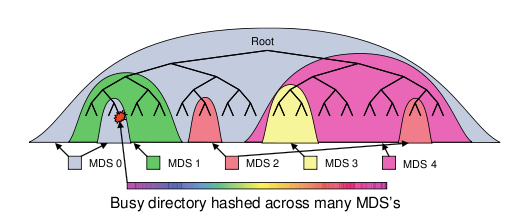 Root
MDS 0
MDS 1
MDS 2
MDS 3
MDS 4
Busy directory hashed across many MDS's